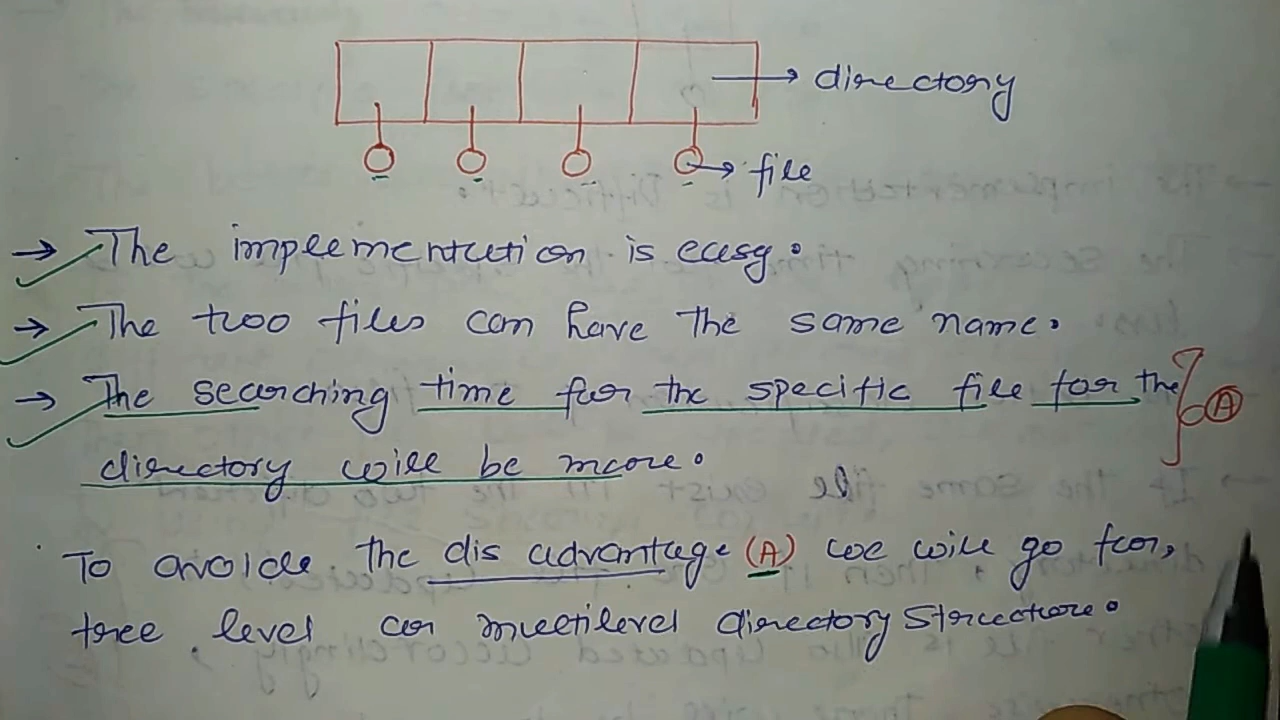 → directory
→ file
→ The implementation is easy.
→ The two files can have the same name.
→ The searching time for the specific file for the
A
directory will be more.
To avoide the dis advantage (A) we will go for,
tree level or multilevel directory Structure.